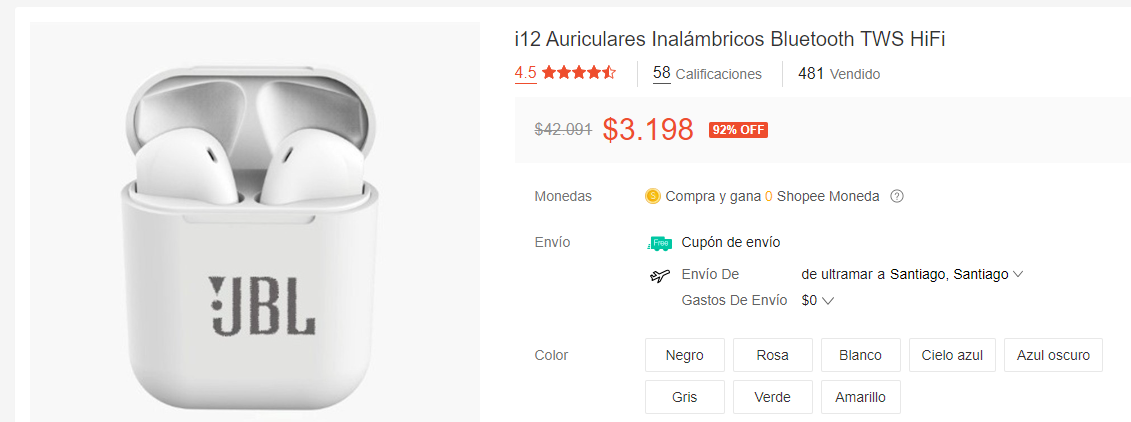 i12 Auriculares Inalámbricos Bluetooth TWS HiFi
4.5 58 Calificaciones 481 Vendido
$42.091 $3.198 92% OFF
Monedas Compra y gana 0 Shopee Moneda
Envío Free Cupón de envío
Envío De de ultramar a Santiago, Santiago
Gastos De Envío $0
JBL
Color Negro Rosa Blanco Cielo azul Azul oscuro
Gris Verde Amarillo